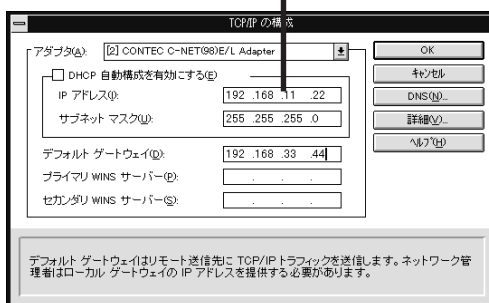 TCP/IP の構成
アダプタ(A): [2] CONTEC C-NET(98)E/L Adapter
DHCP 自動構成を有効にする(E)
IP アドレス(I): 192 .168 .11 .22
サブネット マスク(U): 255 .255 .255 .0
デフォルト ゲートウェイ(D): 192 .168 .33 .44
プライマリ WINS サーバー(P): . . .
セカンダリ WINS サーバー(S): . . .
OK
キャンセル
DNS(N)...
詳細(V)...
ヘルプ(H)
デフォルト ゲートウェイはリモート送信先に TCP/IP トラフィックを送信します。ネットワーク管
理者はローカル ゲートウェイの IP アドレスを提供する必要があります。